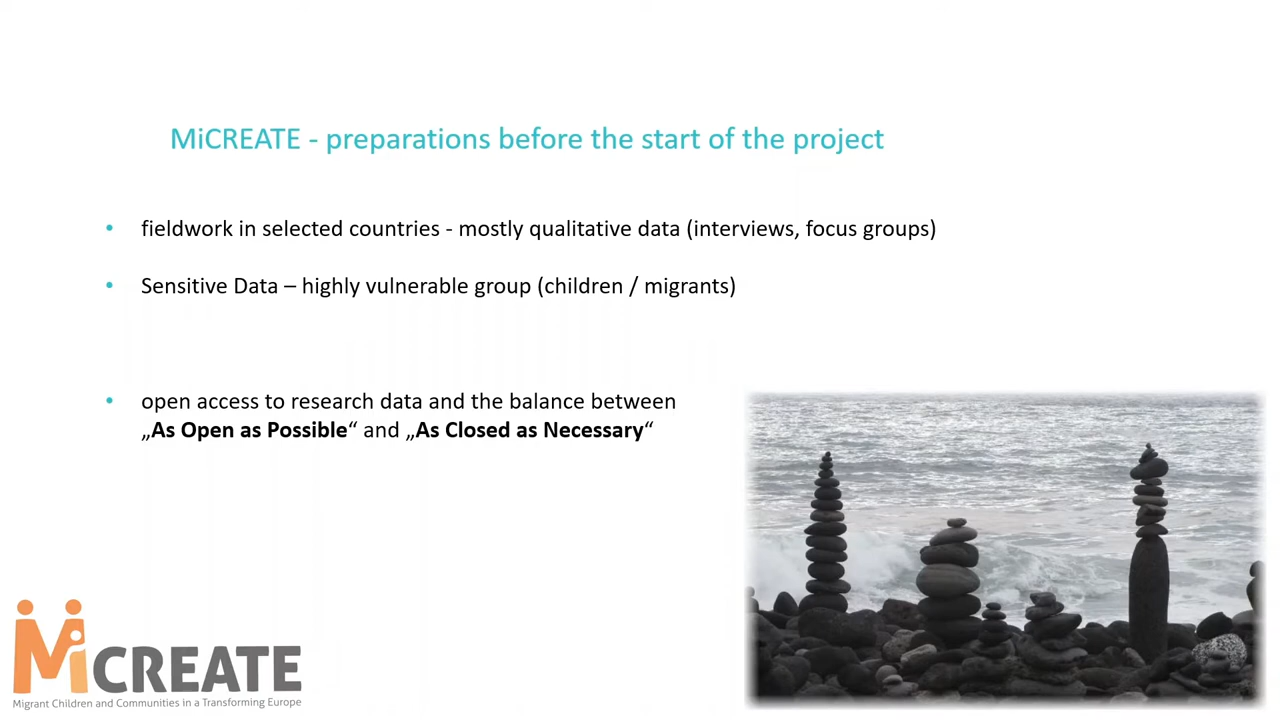 MiCREATE - preparations before the start of the project
• fieldwork in selected countries - mostly qualitative data (interviews, focus groups)
• Sensitive Data – highly vulnerable group (children / migrants)
• open access to research data and the balance between
„As Open as Possible“ and „As Closed as Necessary“
MiCREATE
Migrant Children and Communities in a Transforming Europe